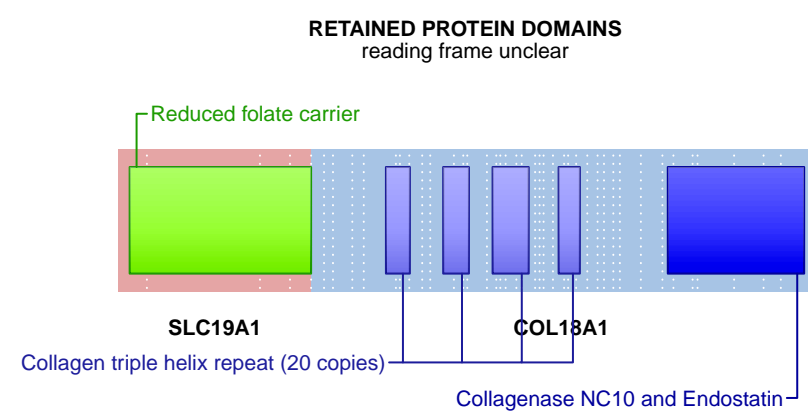 RETAINED PROTEIN DOMAINS
reading frame unclear
Reduced folate carrier
SLC19A1
COL18A1
Collagen triple helix repeat (20 copies)
Collagenase NC10 and Endostatin